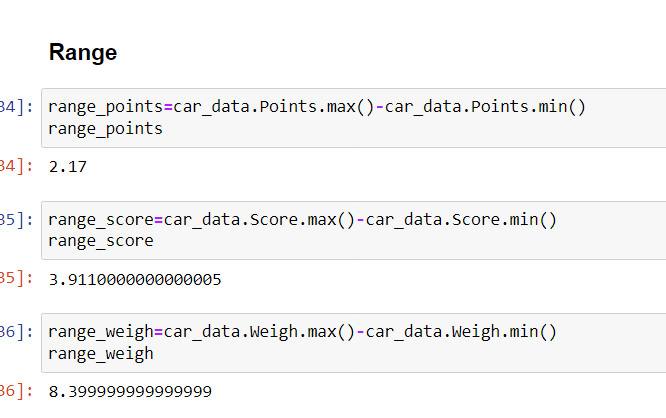 Range
34]: range_points=car_data.Points.max()-car_data.Points.min()
range_points
34]: 2.17
35]: range_score=car_data.Score.max()-car_data.Score.min()
range_score
35]: 3.9110000000000005
36]: range_weigh=car_data.Weigh.max()-car_data.Weigh.min()
range_weigh
36]: 8.399999999999999